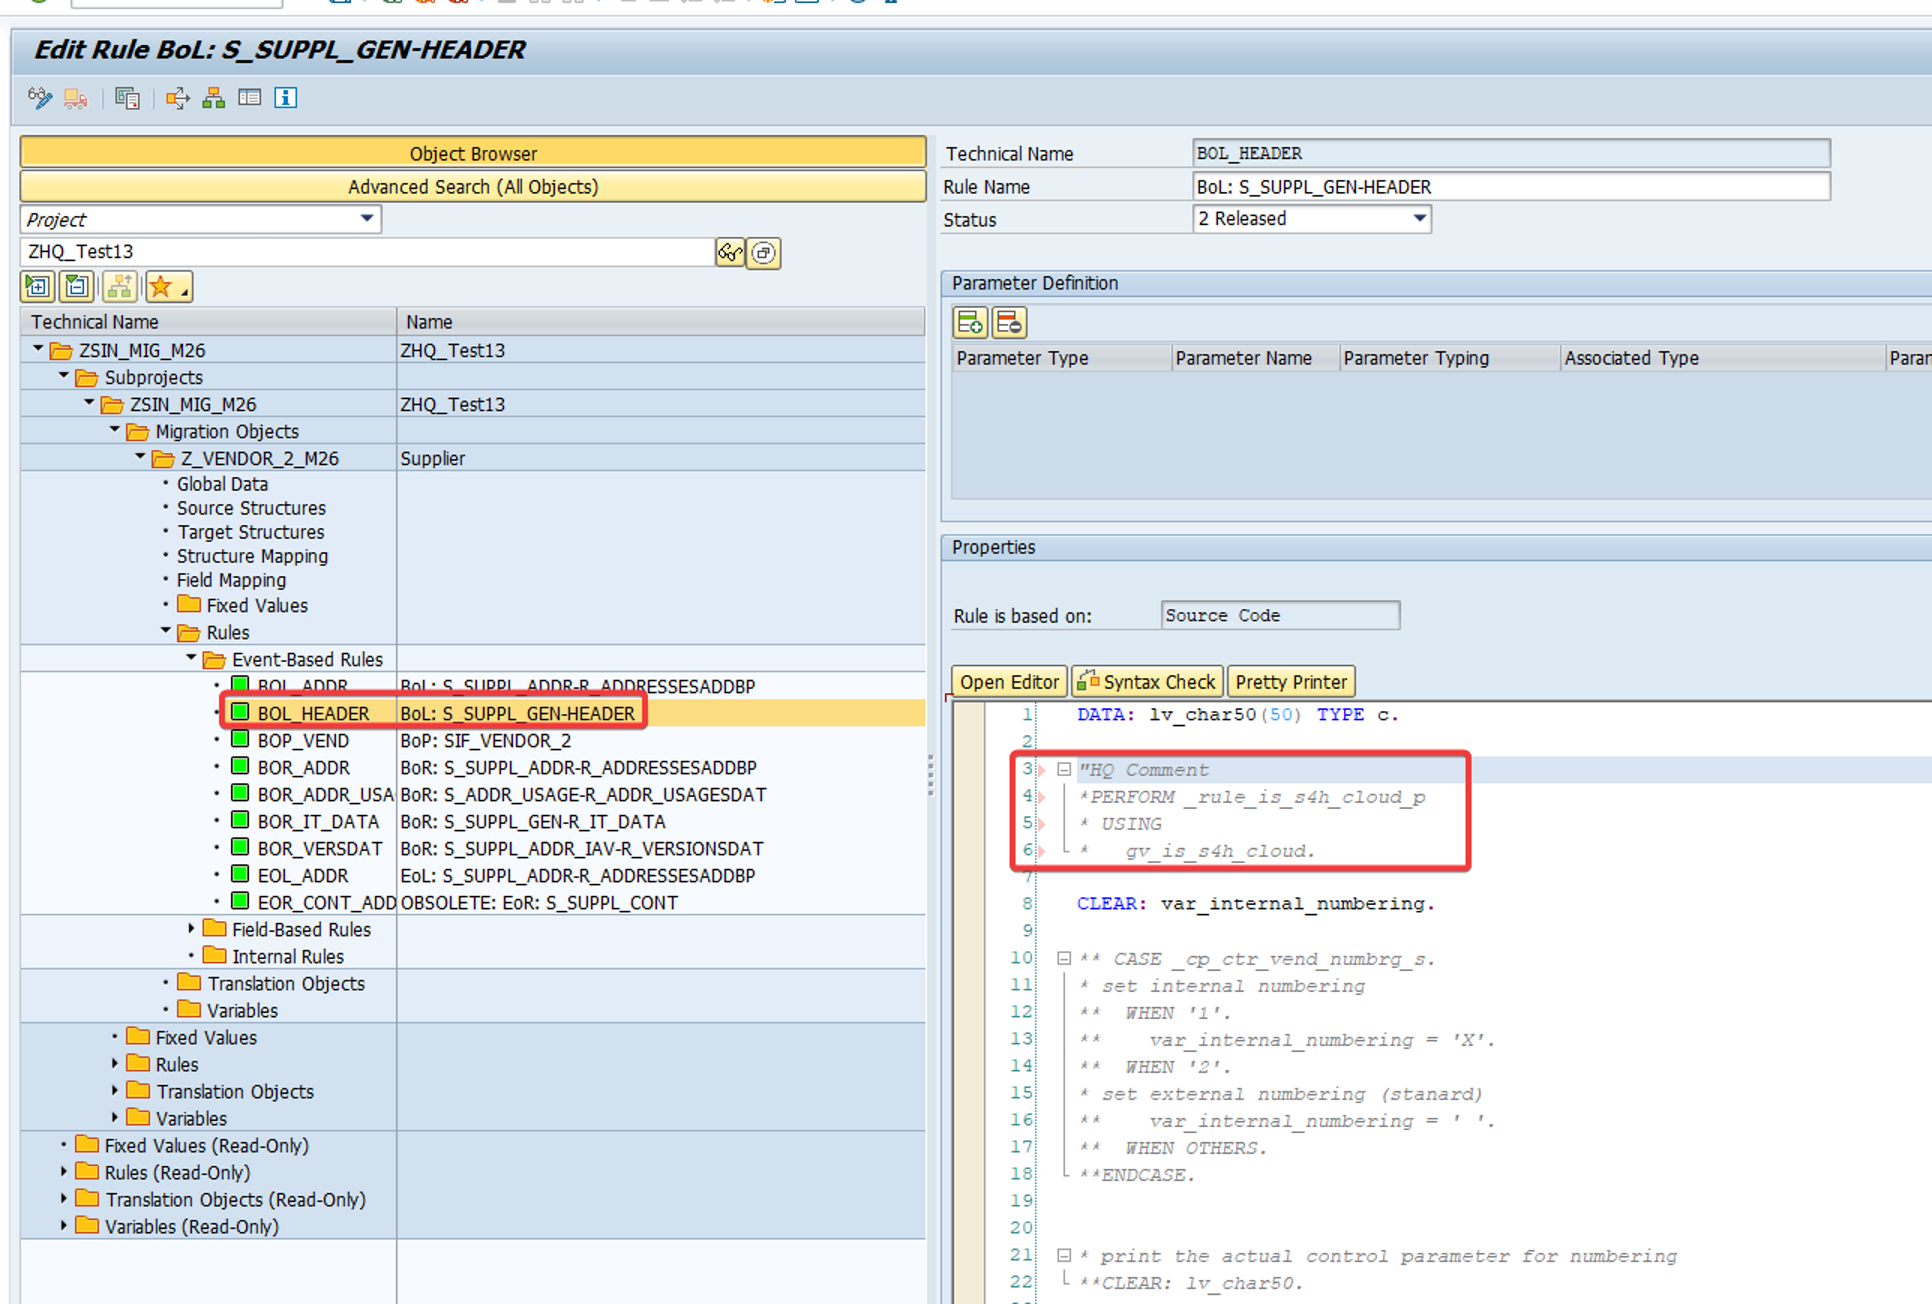 Edit Rule BoL: S_SUPPL_GEN-HEADER
Object Browser
Advanced Search (All Objects)
Project
ZHQ_Test13
Technical Name Name
ZSIN_MIG_M26 ZHQ_Test13
Subprojects
ZSIN_MIG_M26 ZHQ_Test13
Migration Objects
Z_VENDOR_2_M26 Supplier
Global Data
Source Structures
Target Structures
Structure Mapping
Field Mapping
Fixed Values
Rules
Event-Based Rules
BOL_ADDR BoL: S_SUPPL_ADDR-R_ADDRESSESADDBP
BOL_HEADER BoL: S_SUPPL_GEN-HEADER
BOP_VEND BoP: SIF_VENDOR_2
BOR_ADDR BoR: S_SUPPL_ADDR-R_ADDRESSESADDBP
BOR_ADDR_USA BoR: S_ADDR_USAGE-R_ADDR_USAGESDAT
BOR_IT_DATA BoR: S_SUPPL_GEN-R_IT_DATA
BOR_VERSDAT BoR: S_SUPPL_ADDR_IAV-R_VERSIONSDAT
EOL_ADDR EoL: S_SUPPL_ADDR-R_ADDRESSESADDBP
EOR_CONT_ADD OBSOLETE: EoR: S_SUPPL_CONT
Field-Based Rules
Internal Rules
Translation Objects
Variables
Fixed Values
Rules
Translation Objects
Variables
Fixed Values (Read-Only)
Rules (Read-Only)
Translation Objects (Read-Only)
Variables (Read-Only)
Technical Name BOL_HEADER
Rule Name BoL: S_SUPPL_GEN-HEADER
Status 2 Released
Parameter Definition
Parameter Type Parameter Name Parameter Typing Associated Type Param
Properties
Rule is based on: Source Code
Open Editor Syntax Check Pretty Printer
1 DATA: lv_char50(50) TYPE c.
2
3 "HQ Comment
4 *PERFORM _rule_is_s4h_cloud_p
5 * USING
6 * gv_is_s4h_cloud.
7
8 CLEAR: var_internal_numbering.
9
10 ** CASE _cp_ctr_vend_numbrg_s.
11 * set internal numbering
12 ** WHEN '1'.
13 ** var_internal_numbering = 'X'.
14 ** WHEN '2'.
15 * set external numbering (stanard)
16 ** var_internal_numbering = ' '.
17 ** WHEN OTHERS.
18 **ENDCASE.
19
20
21 * print the actual control parameter for numbering
22 **CLEAR: lv_char50.